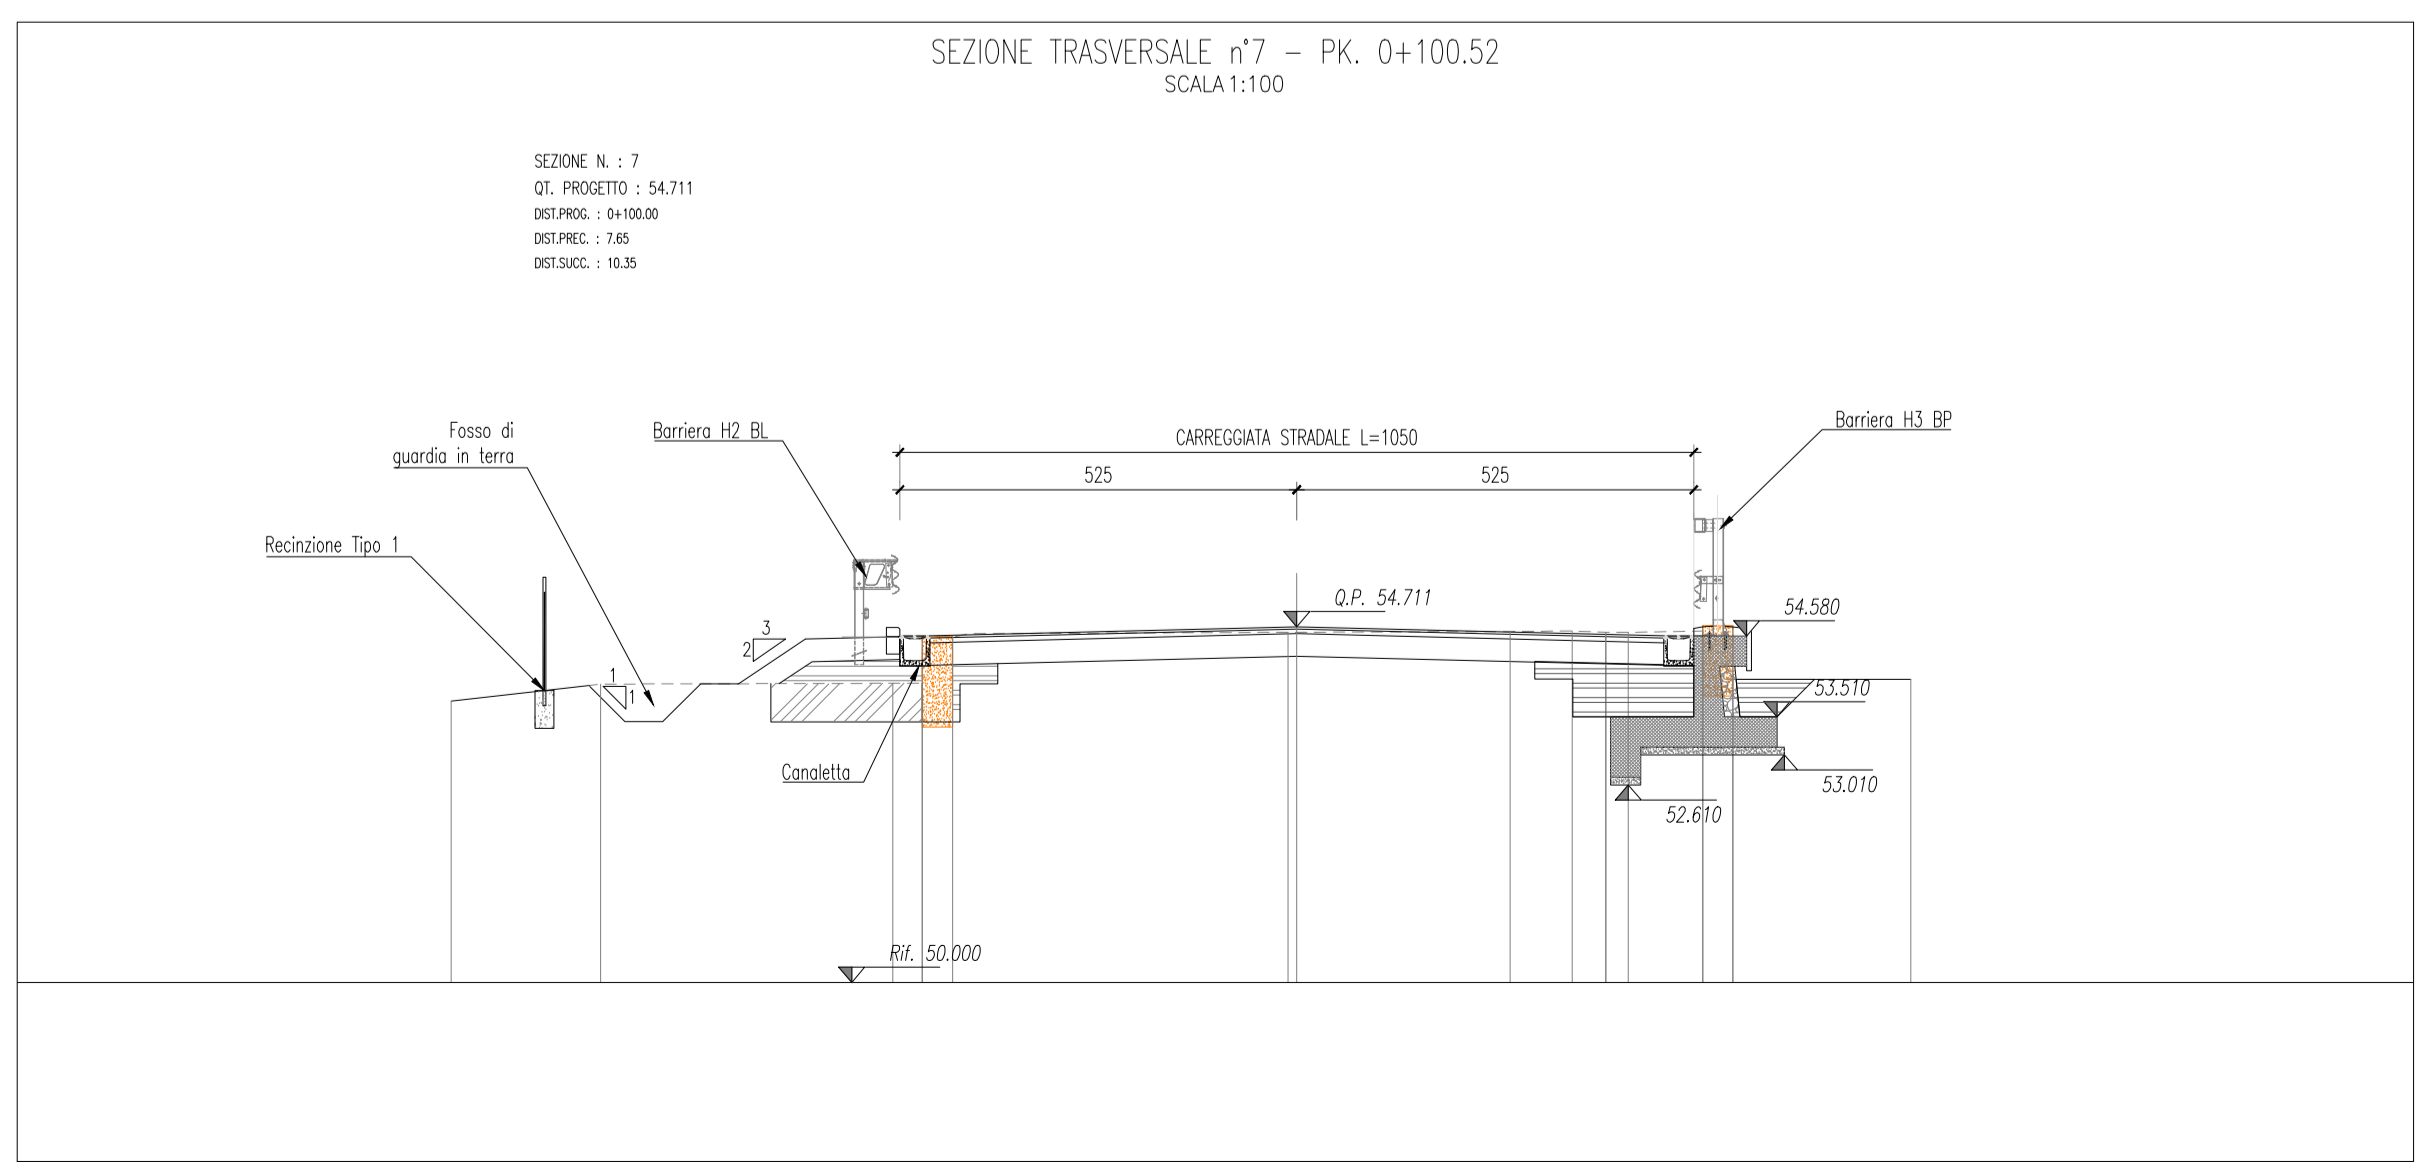 SEZIONE TRASVERSALE n°7 – PK. 0+100.52
SCALA 1:100
SEZIONE N. : 7
QT. PROGETTO : 54.711
DIST.PROG. : 0+100.00
DIST.PREC. : 7.65
DIST.SUCC. : 10.35
Fosso di
guardia in terra
Barriera H2 BL
CARREGGIATA STRADALE L=1050
Barriera H3 BP
525
525
Recinzione Tipo 1
Q.P. 54.711
54.580
3
2
1
1
53.510
Canaletta
53.010
52.610
Rif. 50.000